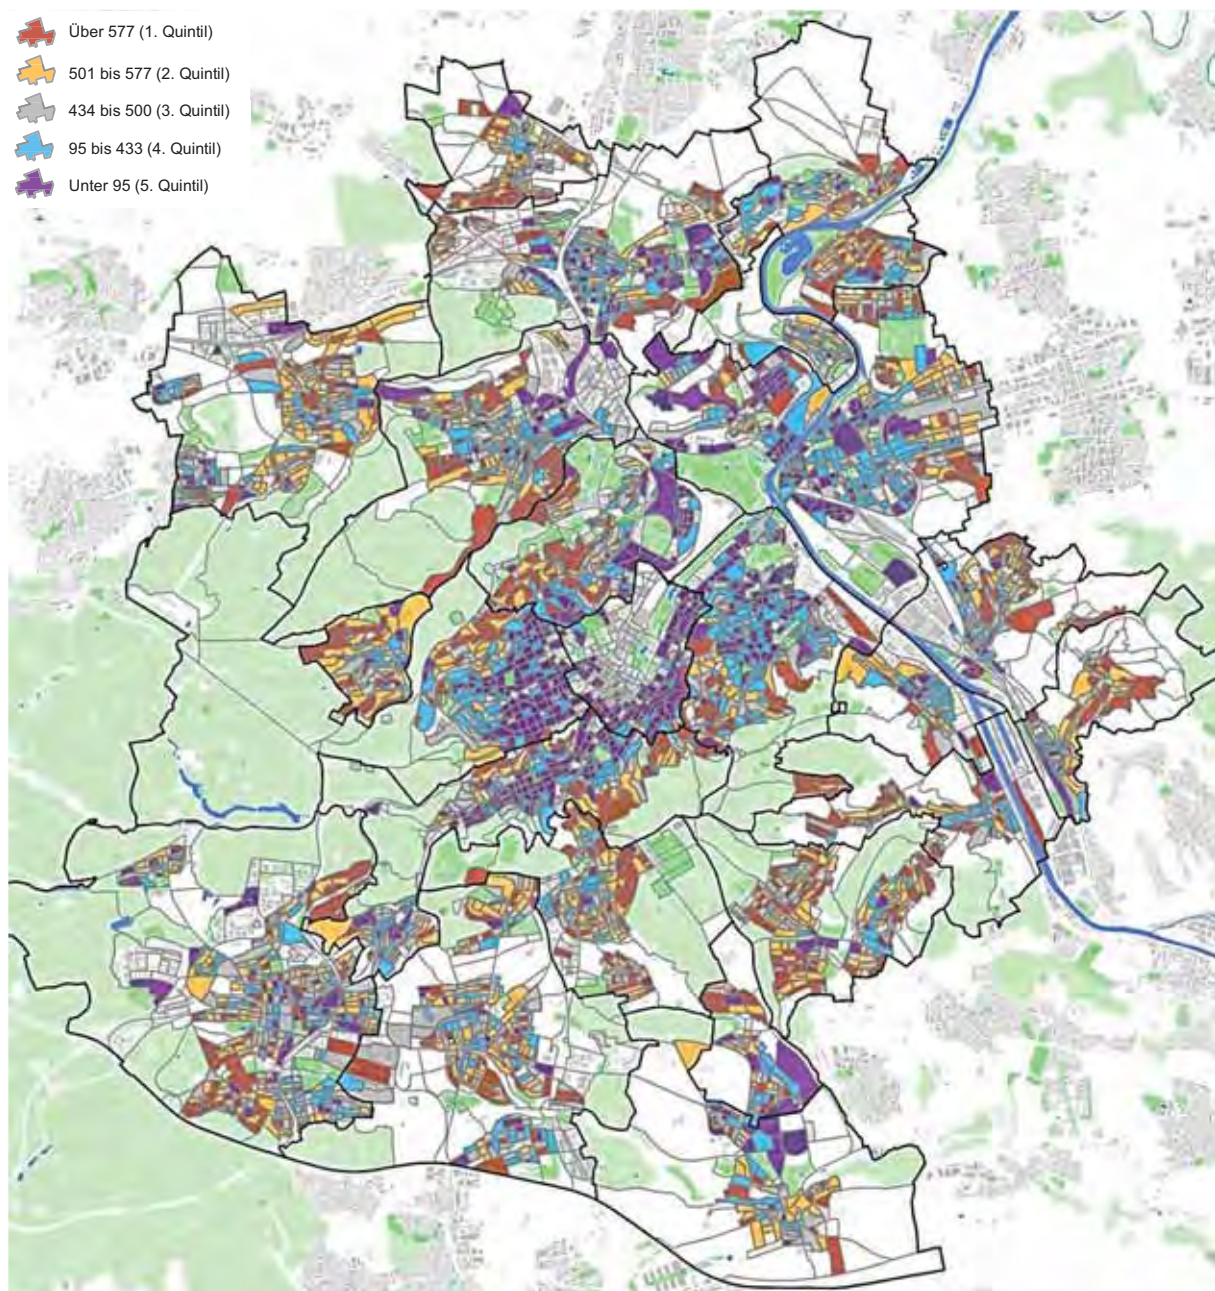 Über 577 (1. Quintil)
501 bis 577 (2. Quintil)
434 bis 500 (3. Quintil)
95 bis 433 (4. Quintil)
Unter 95 (5. Quintil)